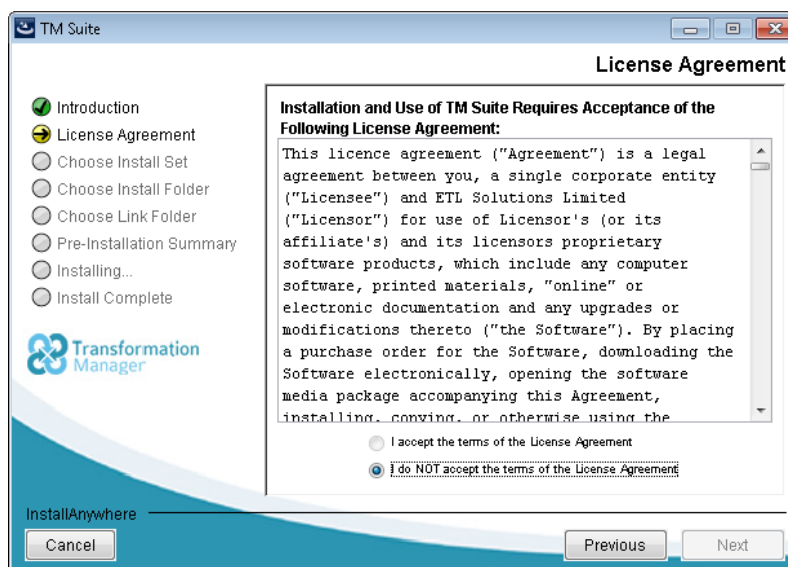 TM Suite
License Agreement
Introduction
License Agreement
Choose Install Set
Choose Install Folder
Choose Link Folder
Pre-Installation Summary
Installing...
Install Complete
Transformation
Manager
Installation and Use of TM Suite Requires Acceptance of the
Following License Agreement:
This licence agreement ("Agreement") is a legal
agreement between you, a single corporate entity
("Licensee") and ETL Solutions Limited
("Licensor") for use of Licensor's (or its
affiliate's) and its licensors proprietary
software products, which include any computer
software, printed materials, "online" or
electronic documentation and any upgrades or
modifications thereto ("the Software"). By placing
a purchase order for the Software, downloading the
Software electronically, opening the software
media package accompanying this Agreement,
installing, copying, or otherwise using the
I accept the terms of the License Agreement
I do NOT accept the terms of the License Agreement
InstallAnywhere
Cancel
Previous
Next